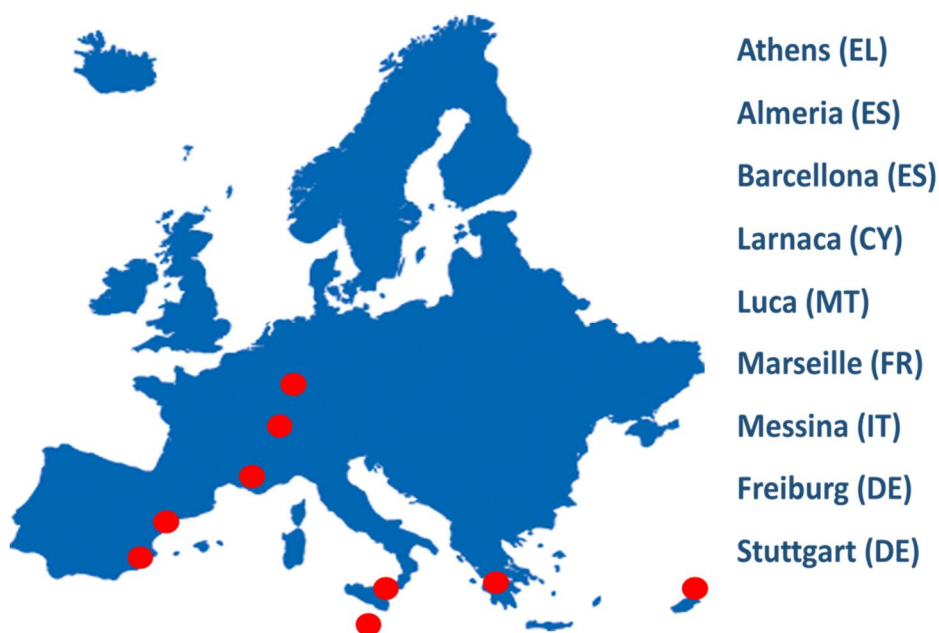 Athens (EL)
Almeria (ES)
Barcellona (ES)
Larnaca (CY)
Luca (MT)
Marseille (FR)
Messina (IT)
Freiburg (DE)
Stuttgart (DE)